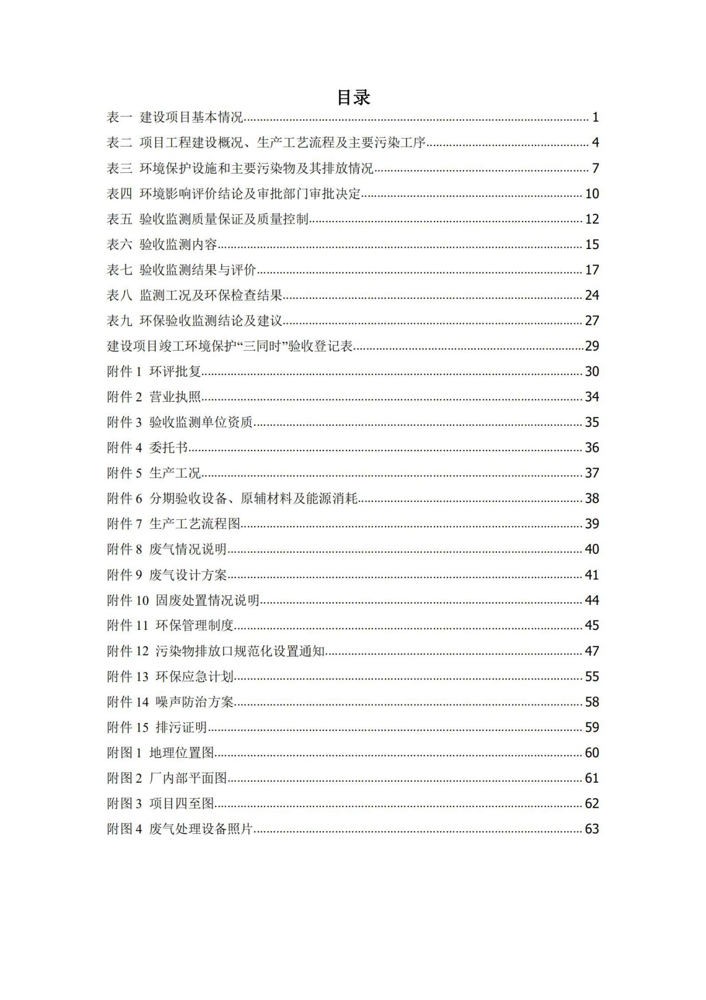 目录
表一 建设项目基本情况 1
表二 项目工程建设概况、生产工艺流程及主要污染工序 4
表三 环境保护设施和主要污染物及其排放情况 7
表四 环境影响评价结论及审批部门审批决定 10
表五 验收监测质量保证及质量控制 12
表六 验收监测内容 15
表七 验收监测结果与评价 17
表八 监测工况及环保检查结果 24
表九 环保验收监测结论及建议 27
建设项目竣工环境保护“三同时”验收登记表 29
附件 1 环评批复 30
附件 2 营业执照 34
附件 3 验收监测单位资质 35
附件 4 委托书 36
附件 5 生产工况 37
附件 6 分期验收设备、原辅材料及能源消耗 38
附件 7 生产工艺流程图 39
附件 8 废气情况说明 40
附件 9 废气设计方案 41
附件 10 固废处置情况说明 44
附件 11 环保管理制度 45
附件 12 污染物排放口规范化设置通知 47
附件 13 环保应急计划 55
附件 14 噪声防治方案 58
附件 15 排污证明 59
附图 1 地理位置图 60
附图 2 厂内部平面图 61
附图 3 项目四至图 62
附图 4 废气处理设备照片 63